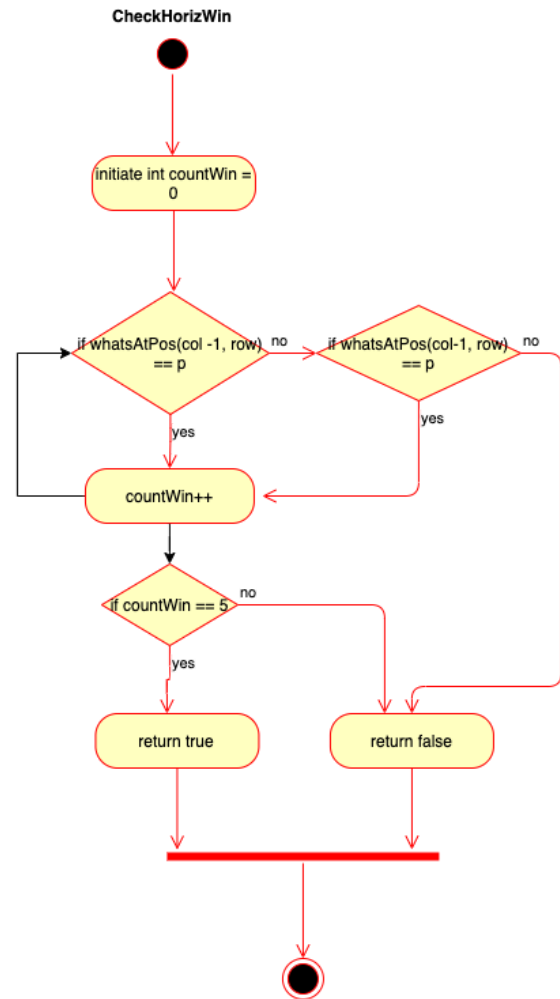 CheckHorizWin
initiate int countWin =
0
if whatsAtPos(col -1, row)
== p
no
if whatsAtPos(col-1, row)
== p
no
yes
yes
countWin++
if countWin == 5
no
yes
return true
return false